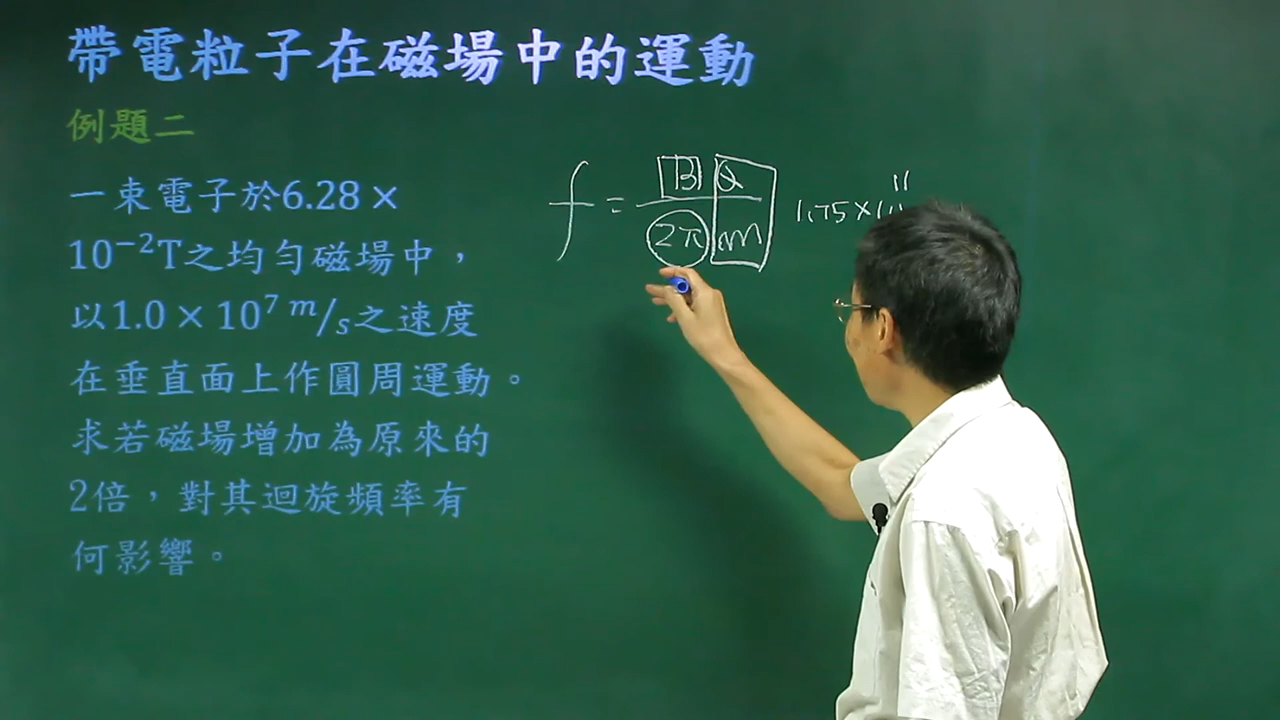 帶電粒子在磁場中的運動
例題二
一束電子於6.28 ×
10⁻²T之均勻磁場中，
以1.0 × 10⁷ m/s之速度
在垂直面上作圓周運動。
求若磁場增加為原來的
2倍，對其迴旋頻率有
何影響。
f = B Q / 2π m 1.75×10¹¹